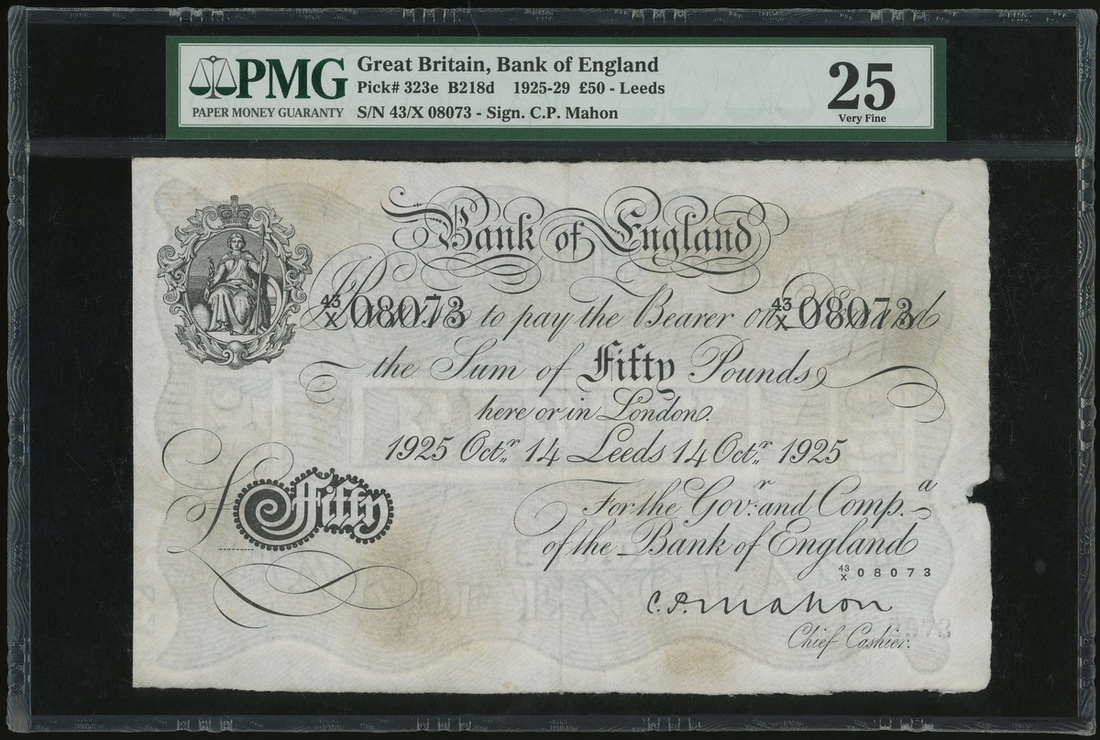 PMG
PAPER MONEY GUARANTY
Great Britain, Bank of England
Pick# 323e B218d 1925-29 £50 - Leeds
S/N 43/X 08073 - Sign. C.P. Mahon
25
Very Fine
Bank of England
43/X 08073 to pay the Bearer on 43/X 08073
the Sum of Fifty Pounds
here or in London.
1925 Octr. 14 Leeds 14 Octr. 1925
£ Fifty
For the Govr. and Compa.
of the Bank of England
43/X 08073
C.P. Mahon
Chief Cashier.